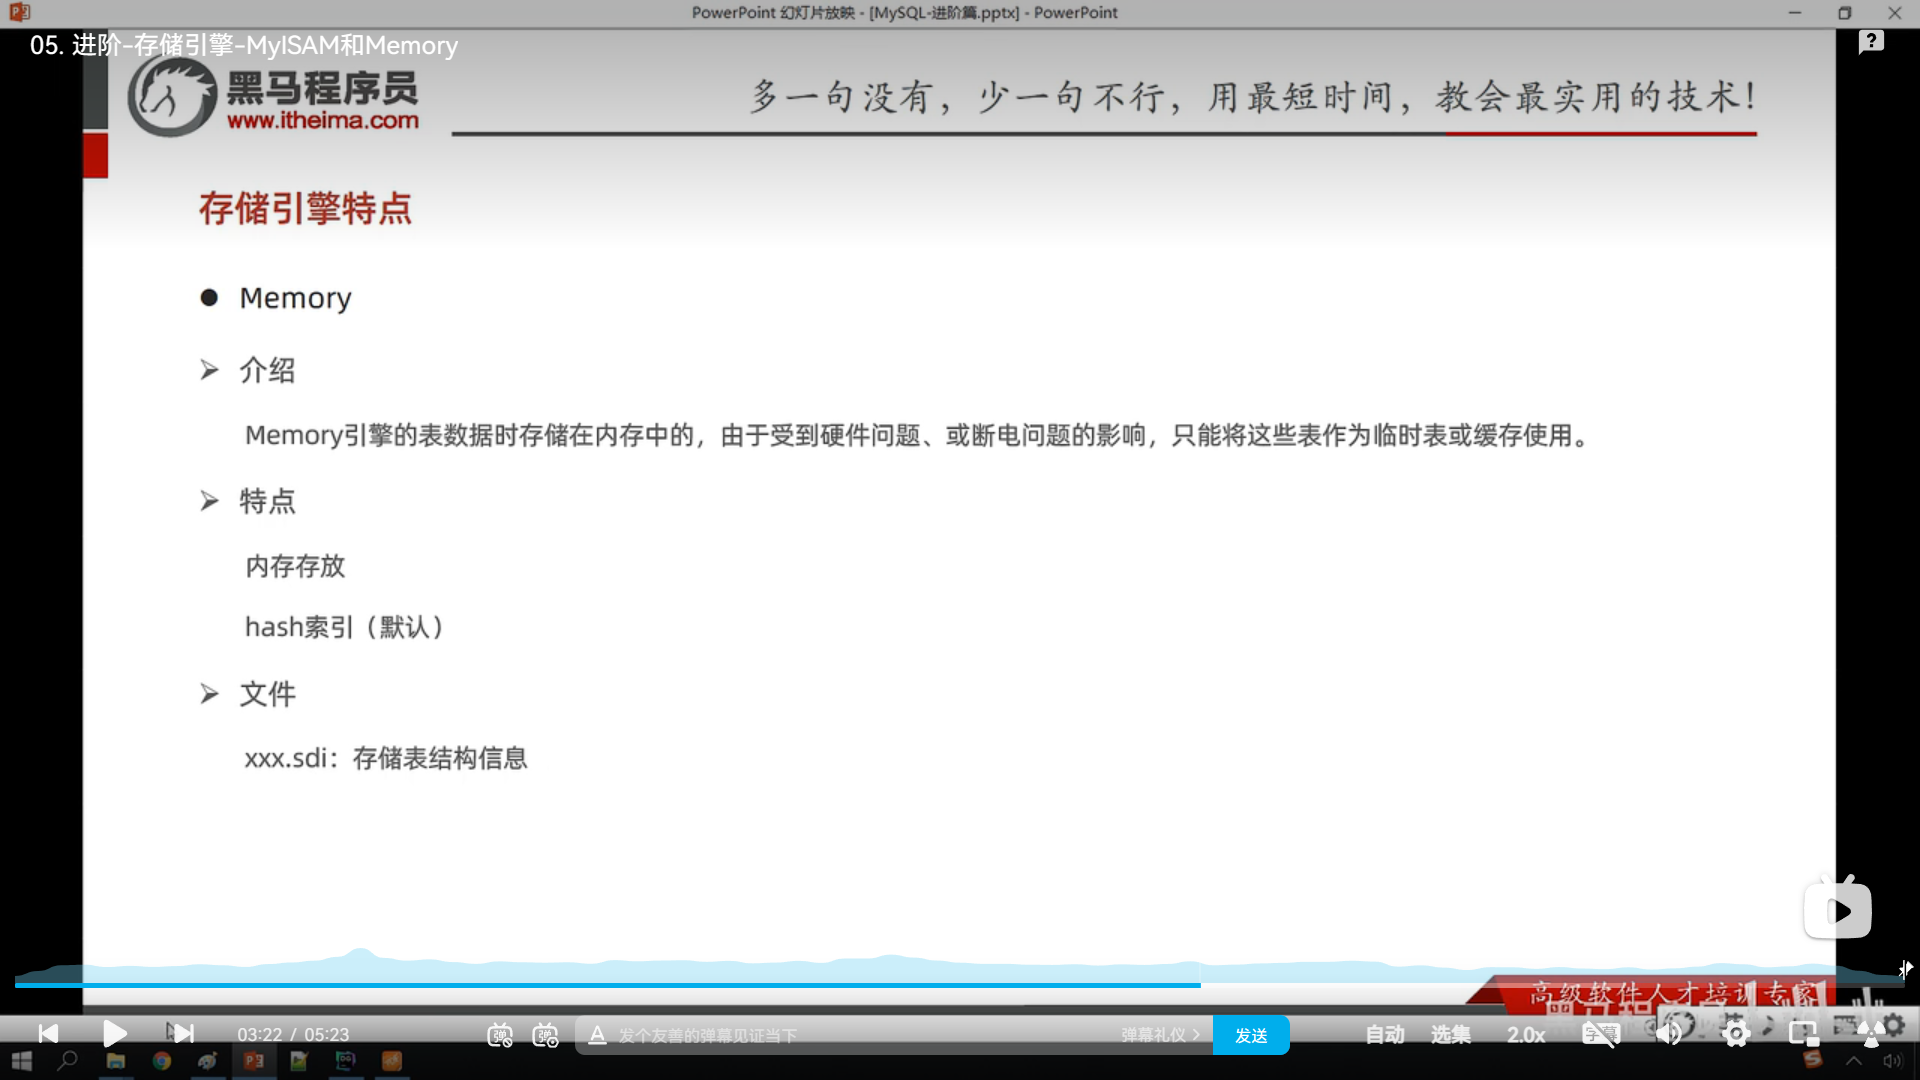 PowerPoint 幻灯片放映 - [MySQL-进阶篇.pptx] - PowerPoint
05. 进阶-存储引擎-MyISAM和Memory
黑马程序员
www.itheima.com
多一句没有，少一句不行，用最短时间，教会最实用的技术！
存储引擎特点
Memory
介绍
Memory引擎的表数据时存储在内存中的，由于受到硬件问题、或断电问题的影响，只能将这些表作为临时表或缓存使用。
特点
内存存放
hash索引（默认）
文件
xxx.sdi：存储表结构信息
高级软件人才培训专家
03:22 / 05:23
发个友善的弹幕见证当下
弹幕礼仪
发送
自动
选集
2.0x
字幕